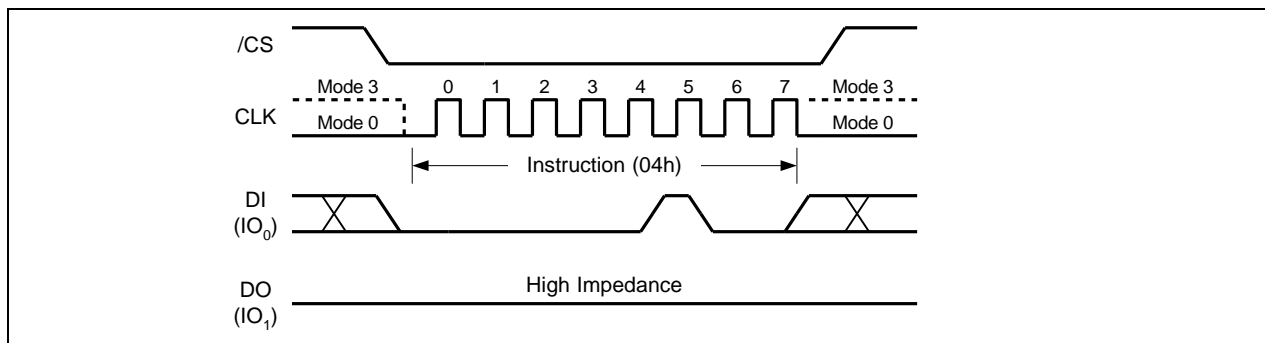 /CS
Mode 3 0 1 2 3 4 5 6 7 Mode 3
CLK
Mode 0 Mode 0
Instruction (04h)
DI
(IO0)
High Impedance
DO
(IO1)